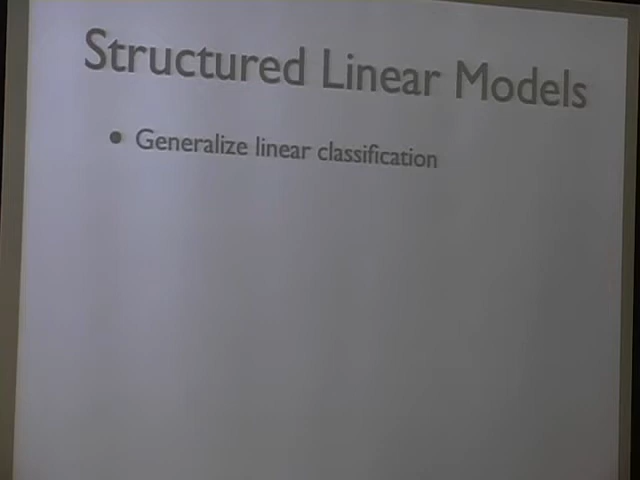 Structured Linear Models
• Generalize linear classification